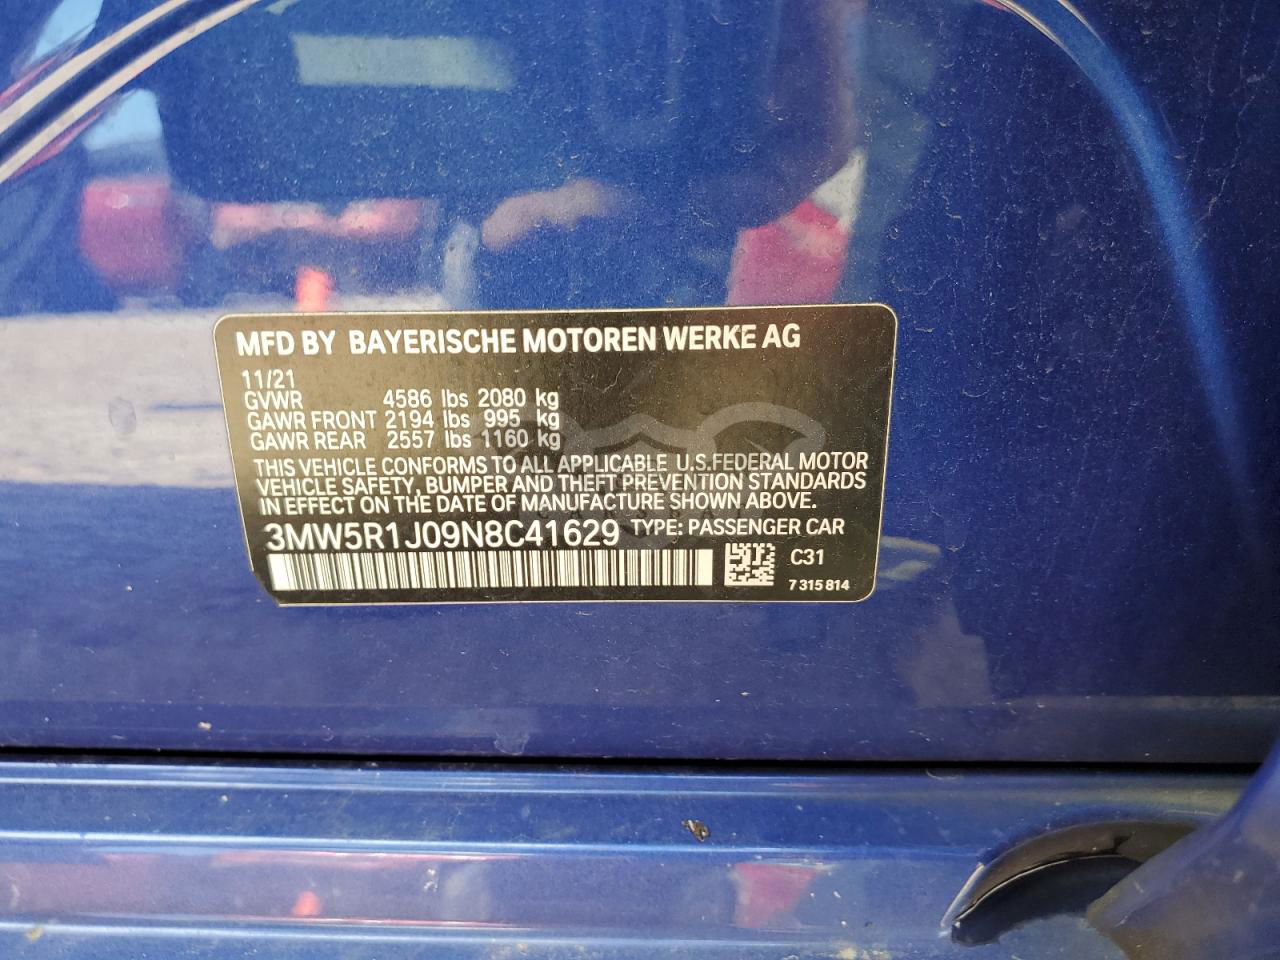 MFD BY BAYERISCHE MOTOREN WERKE AG
11/21
GVWR 4586 lbs 2080 kg
GAWR FRONT 2194 lbs 995 kg
GAWR REAR 2557 lbs 1160 kg
THIS VEHICLE CONFORMS TO ALL APPLICABLE U.S.FEDERAL MOTOR
VEHICLE SAFETY, BUMPER AND THEFT PREVENTION STANDARDS
IN EFFECT ON THE DATE OF MANUFACTURE SHOWN ABOVE.
3MW5R1J09N8C41629 TYPE: PASSENGER CAR
C31
7 315 814